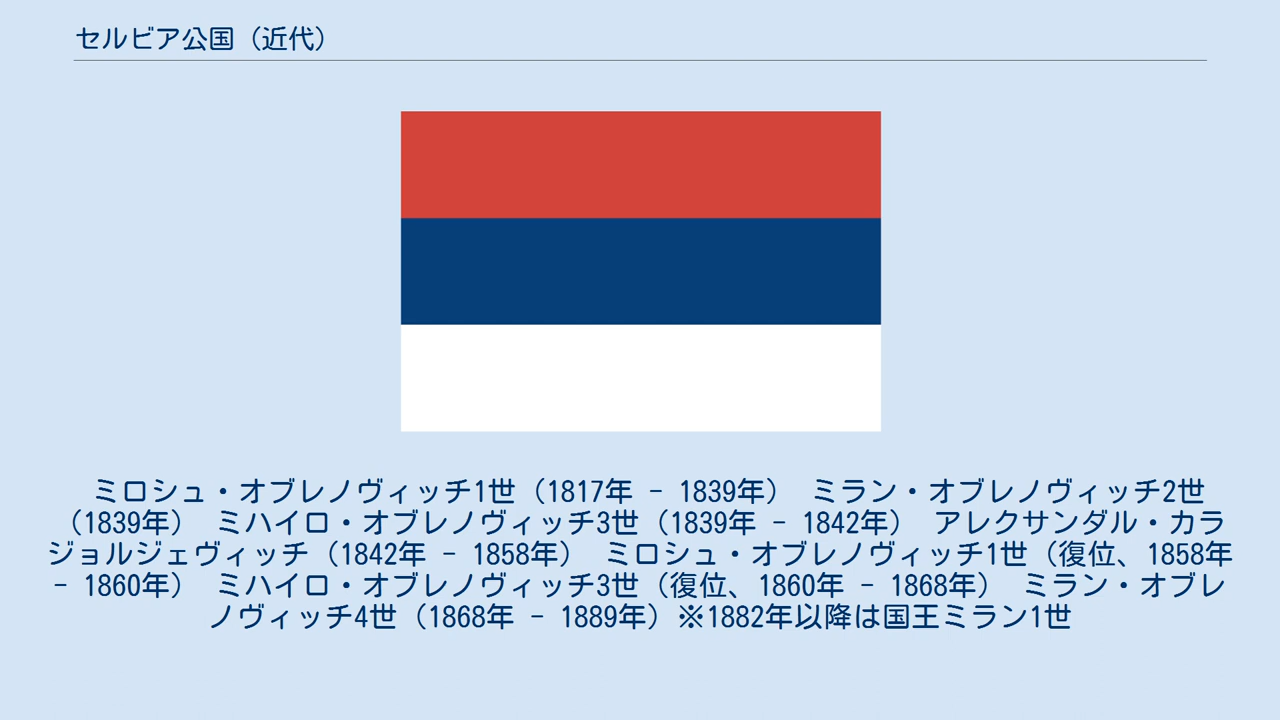 セルビア公国（近代）
ミロシュ・オブレノヴィッチ1世（1817年 - 1839年） ミラン・オブレノヴィッチ2世
（1839年） ミハイロ・オブレノヴィッチ3世（1839年 - 1842年） アレクサンダル・カラ
ジョルジェヴィッチ（1842年 - 1858年） ミロシュ・オブレノヴィッチ1世（復位、1858年
- 1860年） ミハイロ・オブレノヴィッチ3世（復位、1860年 - 1868年） ミラン・オブレ
ノヴィッチ4世（1868年 - 1889年）※1882年以降は国王ミラン1世